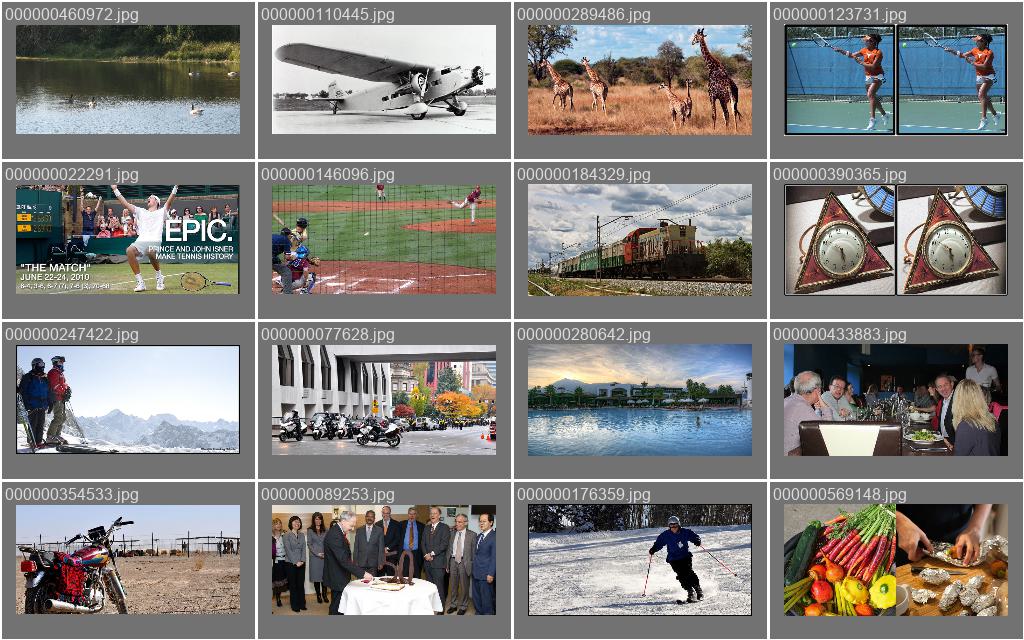 000000460972.jpg
000000110445.jpg
000000289486.jpg
000000123731.jpg
000000022291.jpg
EPIC.
PRINCE AND JOHN ISNER
MAKE TENNIS HISTORY
"THE MATCH"
JUNE 22-24, 2010
000000146096.jpg
000000184329.jpg
000000390365.jpg
000000247422.jpg
000000077628.jpg
000000280642.jpg
000000433883.jpg
000000354533.jpg
000000089253.jpg
000000176359.jpg
000000569148.jpg